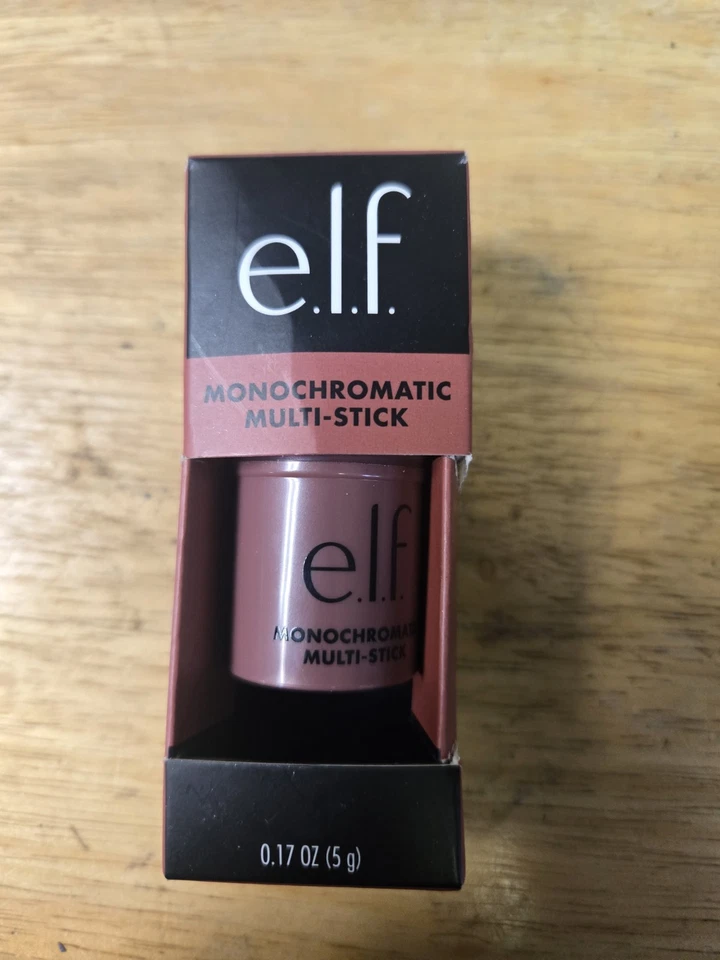 e.l.f.
MONOCHROMATIC
MULTI-STICK
e.l.f.
MONOCHROMATIC
MULTI-STICK
0.17 OZ (5 g)